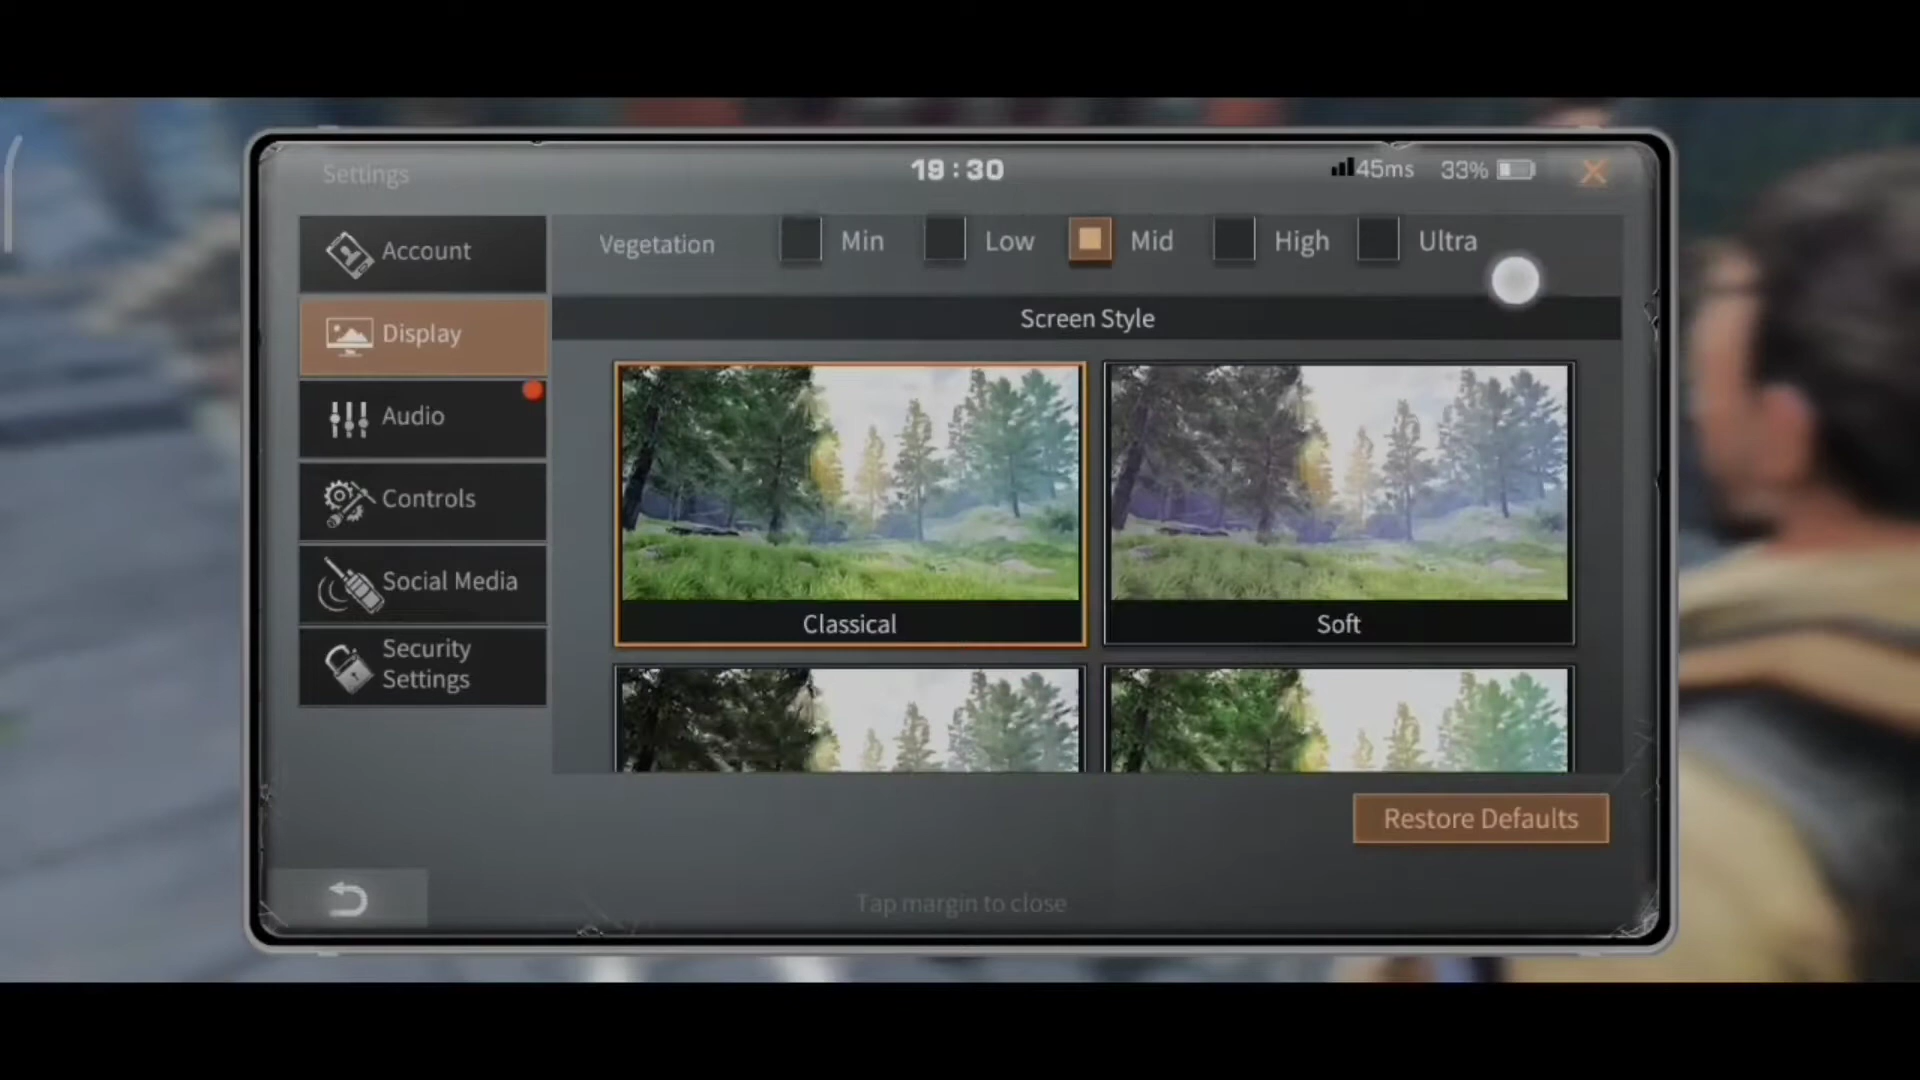 Settings
19 : 30
45ms
33%
Account
Display
Audio
Controls
Social Media
Security
Settings
Vegetation
Min
Low
Mid
High
Ultra
Screen Style
Classical
Soft
Restore Defaults
Tap margin to close